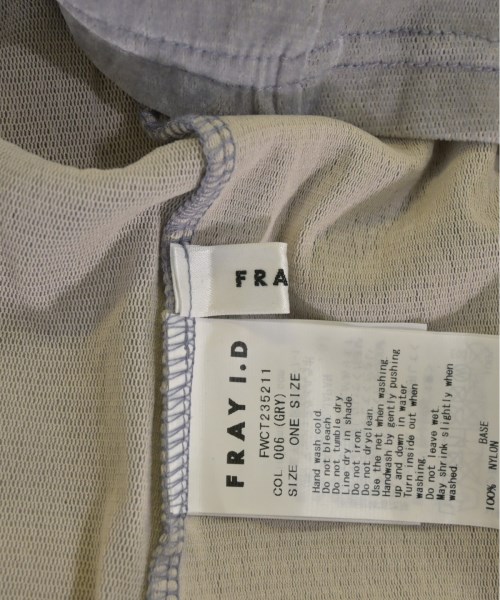 FRA
FRAY I.D
FWCT235211
COL 006 (GRY)
SIZE ONE SIZE
Hand wash cold.
Do not bleach
Do not tumble dry
Line dry in shade
Do not iron.
Do not dryclean
Use the net when washing
Handwash by gently pushing
up and down in water
Turn inside out when
washing.
Do not leave wet.
May shrink slightly when
washed.
BASE
100% NYLON